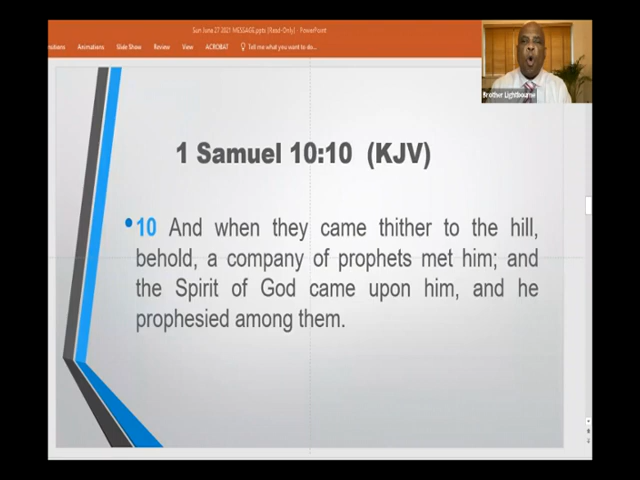 Sun June 27 2021 MESSAGE.pptx [Read-Only] - PowerPoint
Animations Slide Show Review View ACROBAT Tell me what you want to do...
Brother Lightbourne
1 Samuel 10:10 (KJV)
• 10 And when they came thither to the hill,
behold, a company of prophets met him; and
the Spirit of God came upon him, and he
prophesied among them.